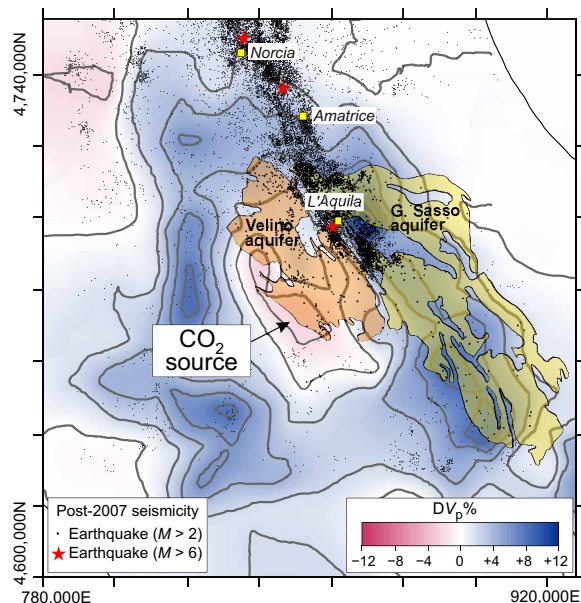 Norcia
4,740,000N
Amatrice
L'Aquila
Velino
aquifer
G. Sasso
aquifer
CO2
source
Post-2007 seismicity
Earthquake (M > 2)
Earthquake (M > 6)
DVp%
−12 −8 −4 0 +4 +8 +12
4,600,000N
780,000E
920,000E